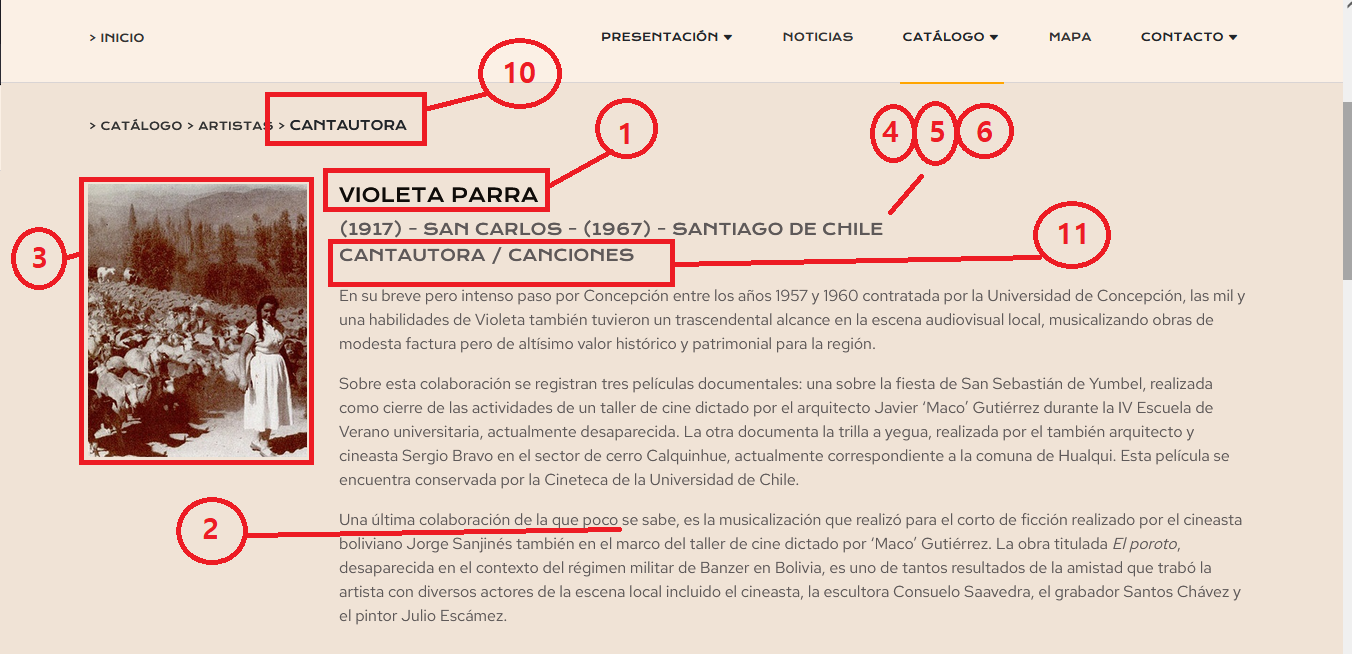 > INICIO PRESENTACIÓN NOTICIAS CATÁLOGO MAPA CONTACTO
10
> CATÁLOGO > ARTISTAS > CANTAUTORA
1
4 5 6
VIOLETA PARRA
(1917) - SAN CARLOS - (1967) - SANTIAGO DE CHILE
11
CANTAUTORA / CANCIONES
3
En su breve pero intenso paso por Concepción entre los años 1957 y 1960 contratada por la Universidad de Concepción, las mil y
una habilidades de Violeta también tuvieron un trascendental alcance en la escena audiovisual local, musicalizando obras de
modesta factura pero de altísimo valor histórico y patrimonial para la región.
Sobre esta colaboración se registran tres películas documentales: una sobre la fiesta de San Sebastián de Yumbel, realizada
como cierre de las actividades de un taller de cine dictado por el arquitecto Javier ‘Maco’ Gutiérrez durante la IV Escuela de
Verano universitaria, actualmente desaparecida. La otra documenta la trilla a yegua, realizada por el también arquitecto y
cineasta Sergio Bravo en el sector de cerro Calquinhue, actualmente correspondiente a la comuna de Hualqui. Esta película se
encuentra conservada por la Cineteca de la Universidad de Chile.
2
Una última colaboración de la que poco se sabe, es la musicalización que realizó para el corto de ficción realizado por el cineasta
boliviano Jorge Sanjinés también en el marco del taller de cine dictado por ‘Maco’ Gutiérrez. La obra titulada El poroto,
desaparecida en el contexto del régimen militar de Banzer en Bolivia, es uno de tantos resultados de la amistad que trabó la
artista con diversos actores de la escena local incluido el cineasta, la escultora Consuelo Saavedra, el grabador Santos Chávez y
el pintor Julio Escámez.